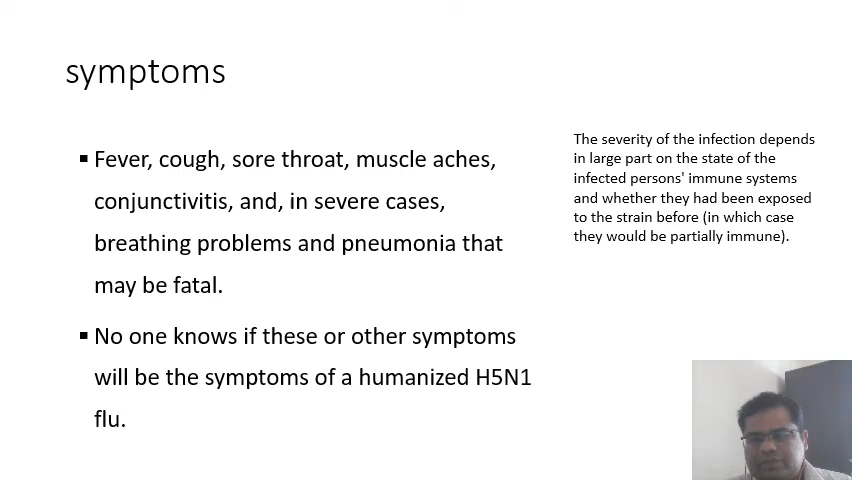 symptoms
▪ Fever, cough, sore throat, muscle aches,
conjunctivitis, and, in severe cases,
breathing problems and pneumonia that
may be fatal.
▪ No one knows if these or other symptoms
will be the symptoms of a humanized H5N1
flu.
The severity of the infection depends
in large part on the state of the
infected persons' immune systems
and whether they had been exposed
to the strain before (in which case
they would be partially immune).